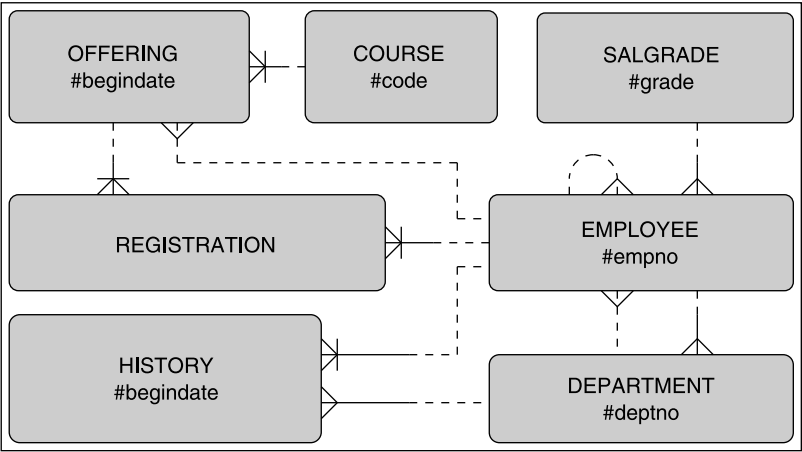 OFFERING
#begindate
COURSE
#code
SALGRADE
#grade
REGISTRATION
EMPLOYEE
#empno
HISTORY
#begindate
DEPARTMENT
#deptno